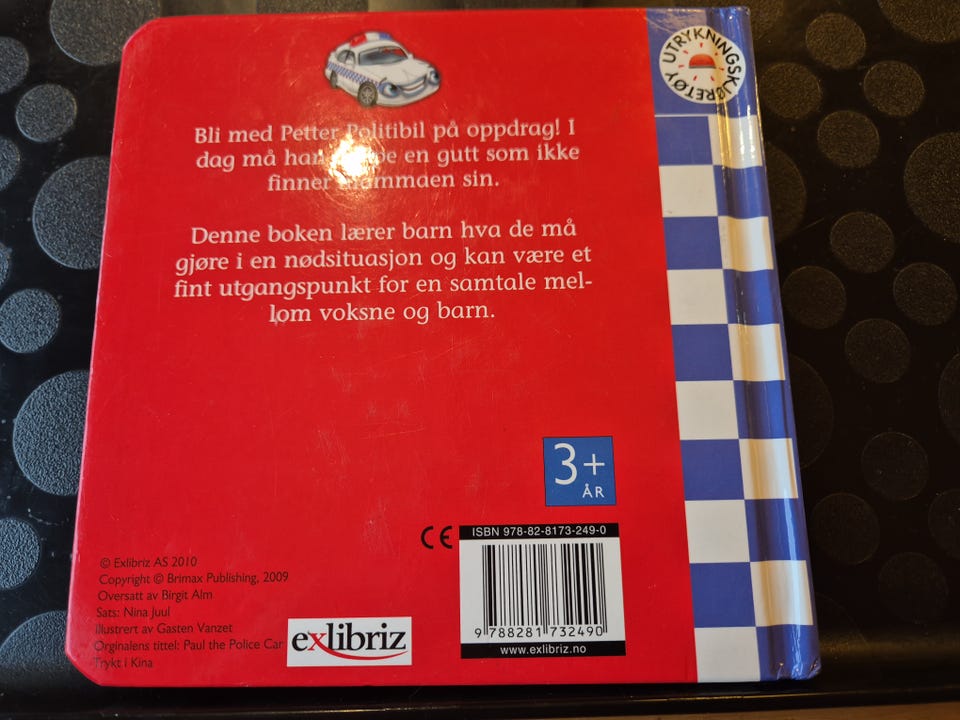 UTRYKNINGSKJØRETØY
Bli med Petter Politibil på oppdrag! I
dag må han en gutt som ikke
finner mammaen sin.
Denne boken lærer barn hva de må
gjøre i en nødsituasjon og kan være et
fint utgangspunkt for en samtale mel-
lom voksne og barn.
3+
ÅR
CE
ISBN 978-82-8173-249-0
9 788281 732490
www.exlibriz.no
© Exlibriz AS 2010
Copyright © Brimax Publishing, 2009
Oversatt av Birgit Alm
Sats: Nina Juul
Illustrert av Gasten Vanzet
Orginalens tittel: Paul the Police Car
Trykt i Kina
exlibriz